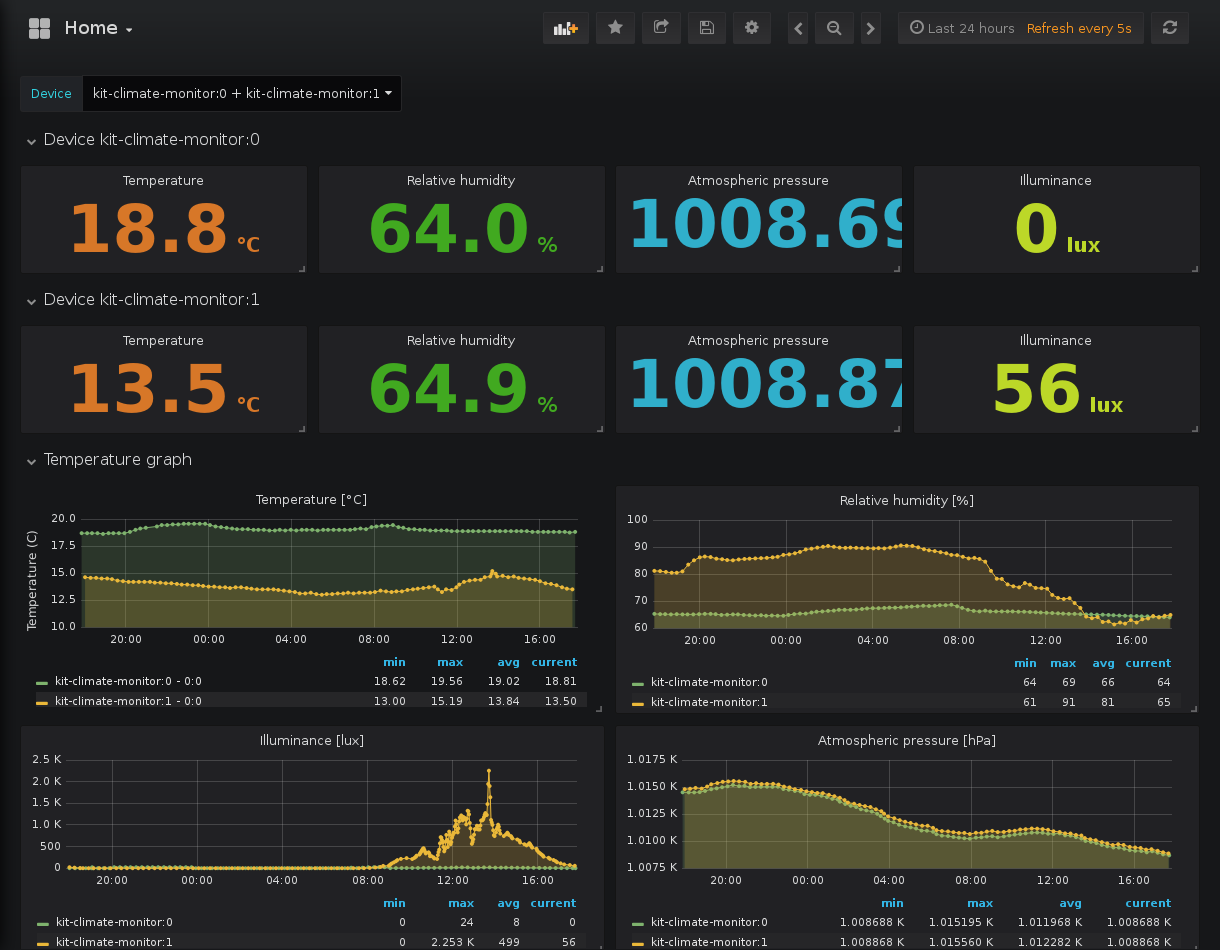 Home
Last 24 hours Refresh every 5s
Device kit-climate-monitor:0 + kit-climate-monitor:1
Device kit-climate-monitor:0
Temperature Relative humidity Atmospheric pressure Illuminance
18.8 °C 64.0 % 1008.69 0 lux
Device kit-climate-monitor:1
Temperature Relative humidity Atmospheric pressure Illuminance
13.5 °C 64.9 % 1008.87 56 lux
Temperature graph
Temperature [°C]
Temperature (C)
20.0
17.5
15.0
12.5
10.0
20:00 00:00 04:00 08:00 12:00 16:00
min max avg current
kit-climate-monitor:0 - 0:0 18.62 19.56 19.02 18.81
kit-climate-monitor:1 - 0:0 13.00 15.19 13.84 13.50
Relative humidity [%]
100
90
80
70
60
20:00 00:00 04:00 08:00 12:00 16:00
min max avg current
kit-climate-monitor:0 64 69 66 64
kit-climate-monitor:1 61 91 81 65
Illuminance [lux]
2.5 K
2.0 K
1.5 K
1.0 K
500
0
20:00 00:00 04:00 08:00 12:00 16:00
min max avg current
kit-climate-monitor:0 0 24 8 0
kit-climate-monitor:1 0 2.253 K 499 56
Atmospheric pressure [hPa]
1.0175 K
1.0150 K
1.0125 K
1.0100 K
1.0075 K
20:00 00:00 04:00 08:00 12:00 16:00
min max avg current
kit-climate-monitor:0 1.008688 K 1.015195 K 1.011968 K 1.008688 K
kit-climate-monitor:1 1.008868 K 1.015560 K 1.012282 K 1.008868 K